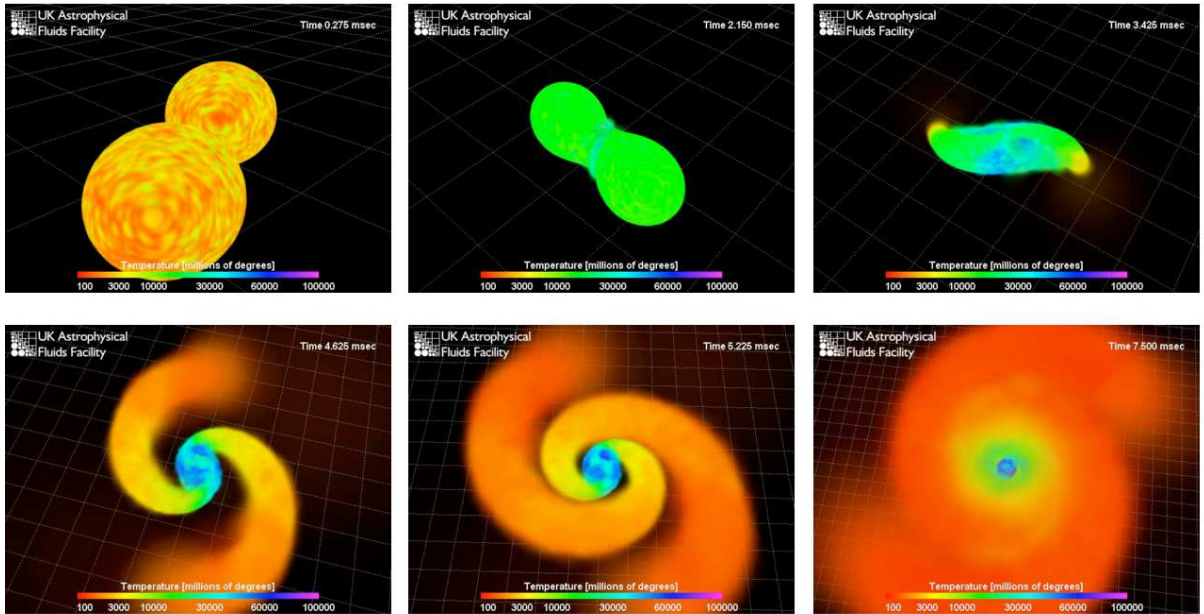 UK Astrophysical
Fluids Facility
Time 0.275 msec
Temperature [millions of degrees]
100 3000 10000 30000 60000 100000
UK Astrophysical
Fluids Facility
Time 2.150 msec
Temperature [millions of degrees]
100 3000 10000 30000 60000 100000
UK Astrophysical
Fluids Facility
Time 3.425 msec
Temperature [millions of degrees]
100 3000 10000 30000 60000 100000
UK Astrophysical
Fluids Facility
Time 4.625 msec
Temperature [millions of degrees]
100 3000 10000 30000 60000 100000
UK Astrophysical
Fluids Facility
Time 5.225 msec
Temperature [millions of degrees]
100 3000 10000 30000 60000 100000
UK Astrophysical
Fluids Facility
Time 7.500 msec
Temperature [millions of degrees]
100 3000 10000 30000 60000 100000